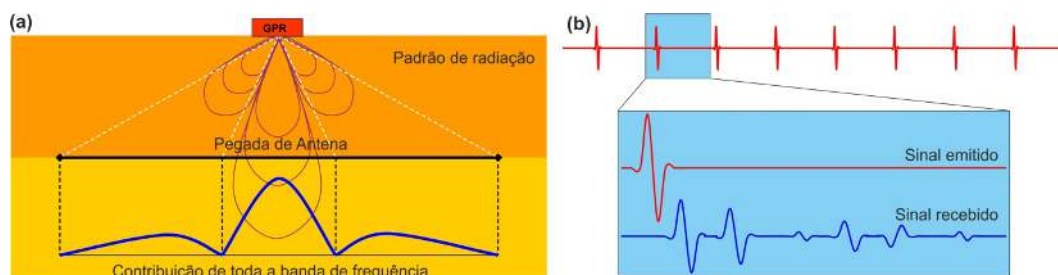 (a)
GPR
Padrão de radiação
Pegada de Antena
Contribuição de toda a banda de frequência
(b)
Sinal emitido
Sinal recebido